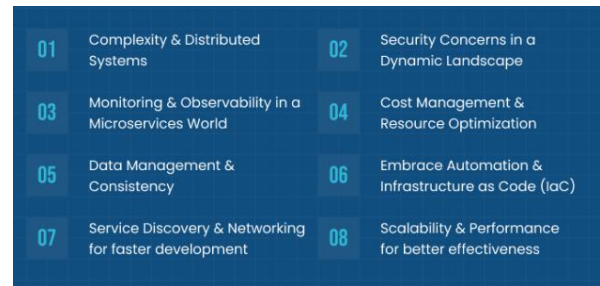 01
Complexity & Distributed
Systems
02
Security Concerns in a
Dynamic Landscape
03
Monitoring & Observability in a
Microservices World
04
Cost Management &
Resource Optimization
05
Data Management &
Consistency
06
Embrace Automation &
Infrastructure as Code (IaC)
07
Service Discovery & Networking
for faster development
08
Scalability & Performance
for better effectiveness